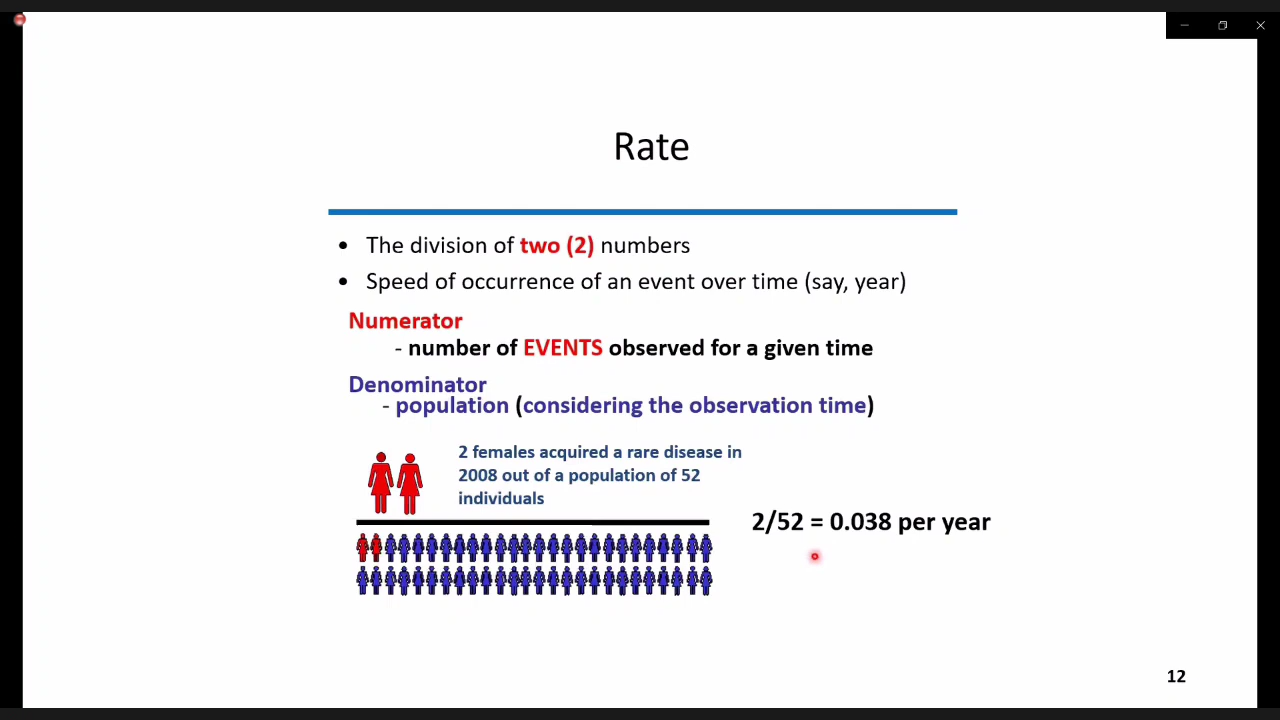 Rate
• The division of two (2) numbers
• Speed of occurrence of an event over time (say, year)
Numerator
- number of EVENTS observed for a given time
Denominator
- population (considering the observation time)
2 females acquired a rare disease in
2008 out of a population of 52
individuals
2/52 = 0.038 per year
12